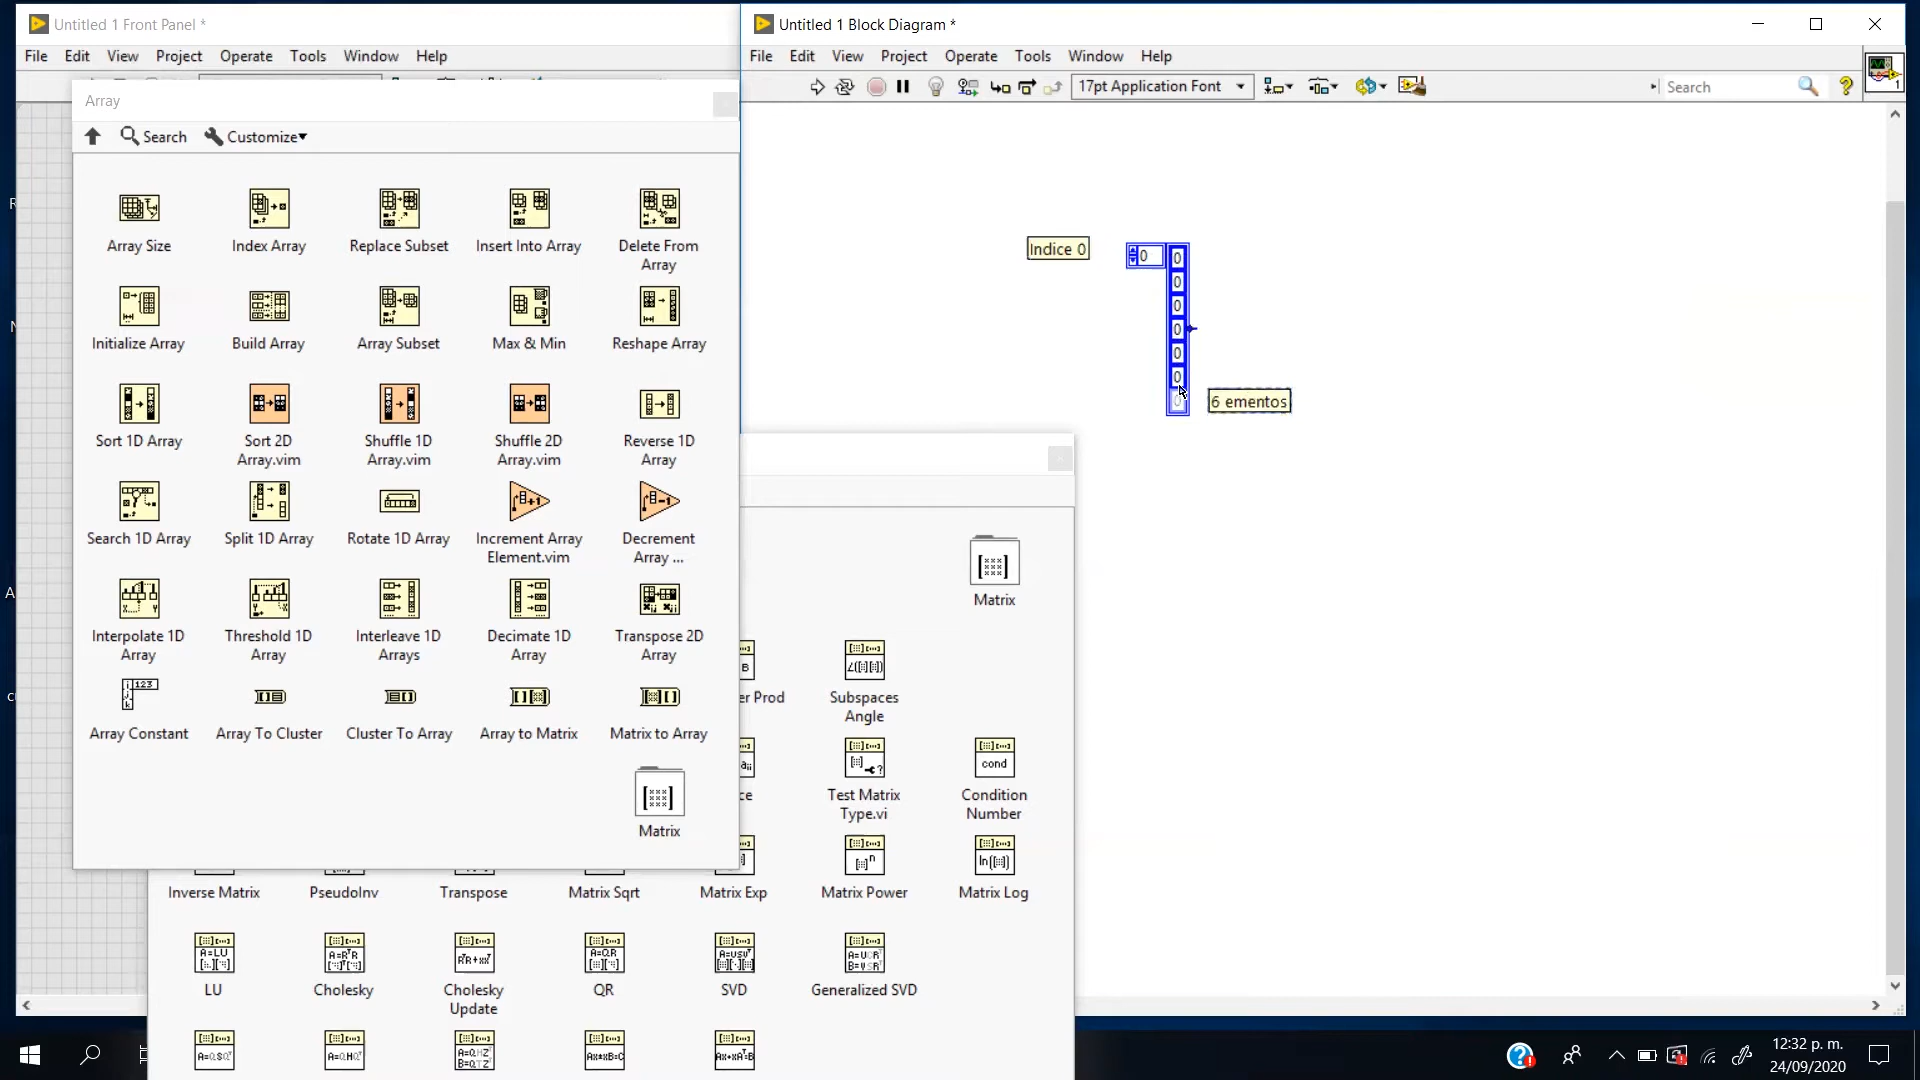 Untitled 1 Front Panel *
File Edit View Project Operate Tools Window Help
Untitled 1 Block Diagram *
File Edit View Project Operate Tools Window Help
17pt Application Font
Search
Array
Search Customize
Array Size Index Array Replace Subset Insert Into Array Delete From
Array
Initialize Array Build Array Array Subset Max & Min Reshape Array
Sort 1D Array Sort 2D Shuffle 1D Shuffle 2D Reverse 1D
Array.vim Array.vim Array.vim Array
Search 1D Array Split 1D Array Rotate 1D Array Increment Array Decrement
Element.vim Array ...
Interpolate 1D Threshold 1D Interleave 1D Decimate 1D Transpose 2D
Array Array Arrays Array Array
Array Constant Array To Cluster Cluster To Array Array to Matrix Matrix to Array
Matrix
Indice 0
0
0
0
0
0
0
0
0
6 ementos
Matrix
er Prod Subspaces
Angle
ce Test Matrix Condition
Type.vi Number
cond
Inverse Matrix PseudoInv Transpose Matrix Sqrt Matrix Exp Matrix Power Matrix Log
LU Cholesky Cholesky QR SVD Generalized SVD
Update
12:32 p. m.
24/09/2020